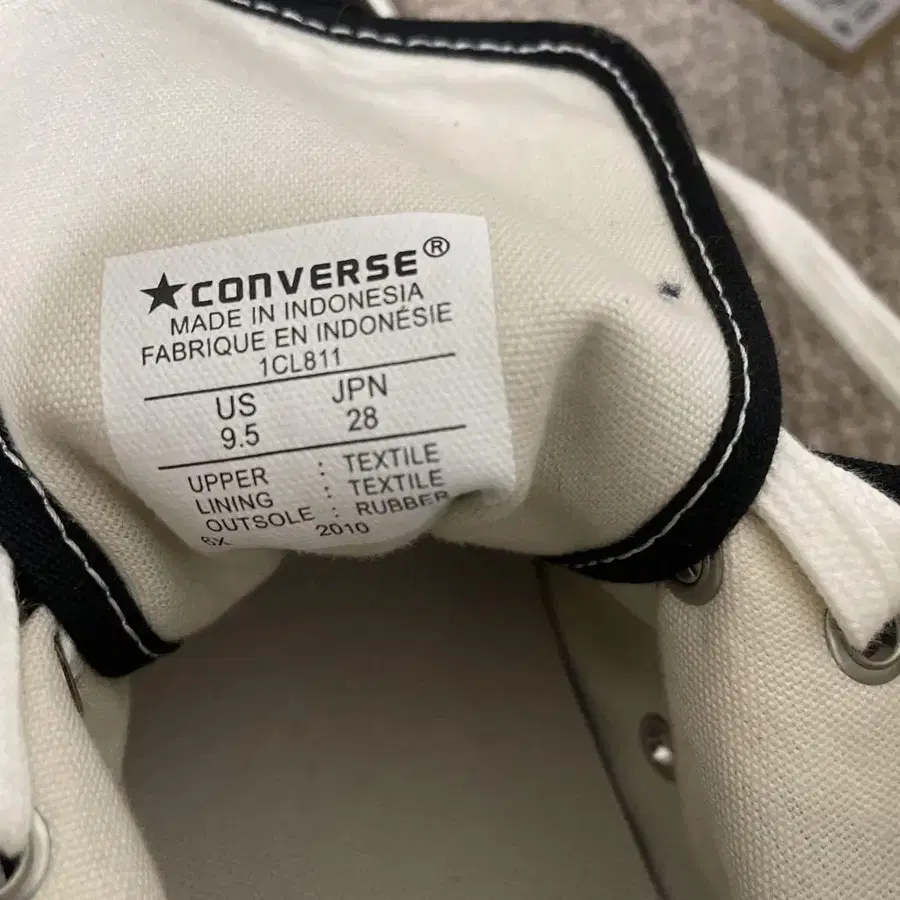 ★CONVERSE®
MADE IN INDONESIA
FABRIQUE EN INDONÉSIE
1CL811
US JPN
9.5 28
UPPER : TEXTILE
LINING : TEXTILE
OUTSOLE : RUBBER
6X 2010